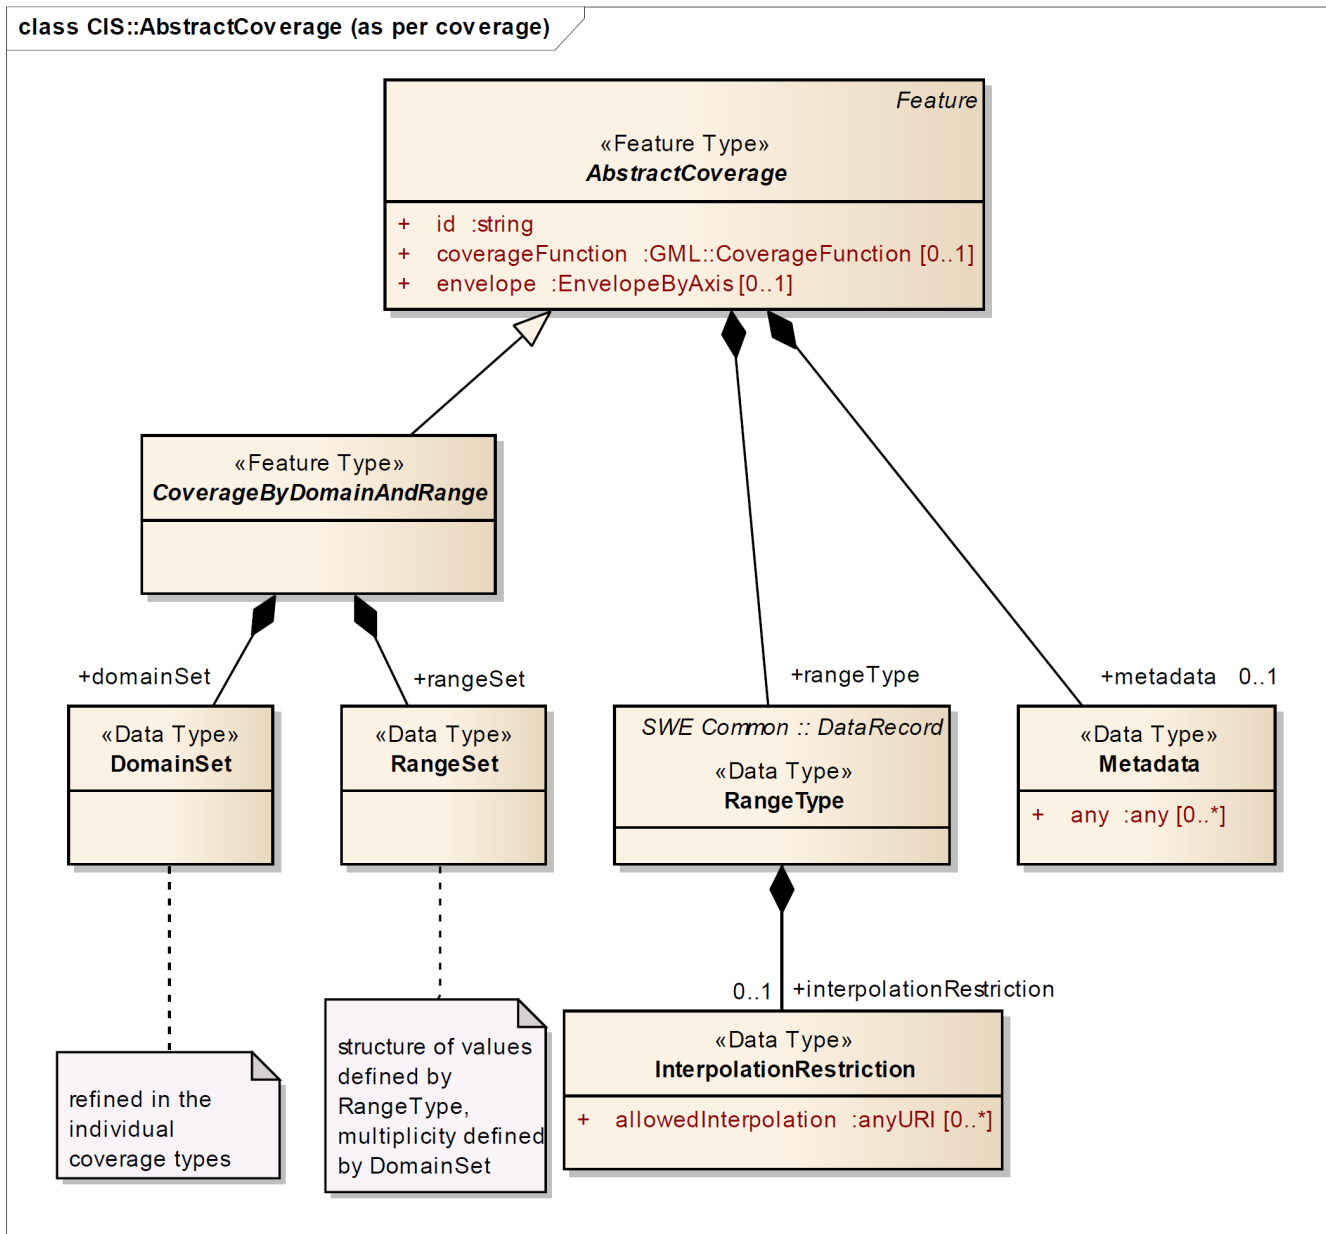 class CIS::AbstractCoverage (as per coverage)
Feature
«Feature Type»
AbstractCoverage
+ id :string
+ coverageFunction :GML::CoverageFunction [0..1]
+ envelope :EnvelopeByAxis [0..1]
«Feature Type»
CoverageByDomainAndRange
+domainSet
+rangeSet
+rangeType
+metadata 0..1
«Data Type»
DomainSet
«Data Type»
RangeSet
SWE Common :: DataRecord
«Data Type»
RangeType
«Data Type»
Metadata
+ any :any [0..*]
0..1 +interpolationRestriction
«Data Type»
InterpolationRestriction
+ allowedInterpolation :anyURI [0..*]
refined in the
individual
coverage types
structure of values
defined by
RangeType,
multiplicity defined
by DomainSet